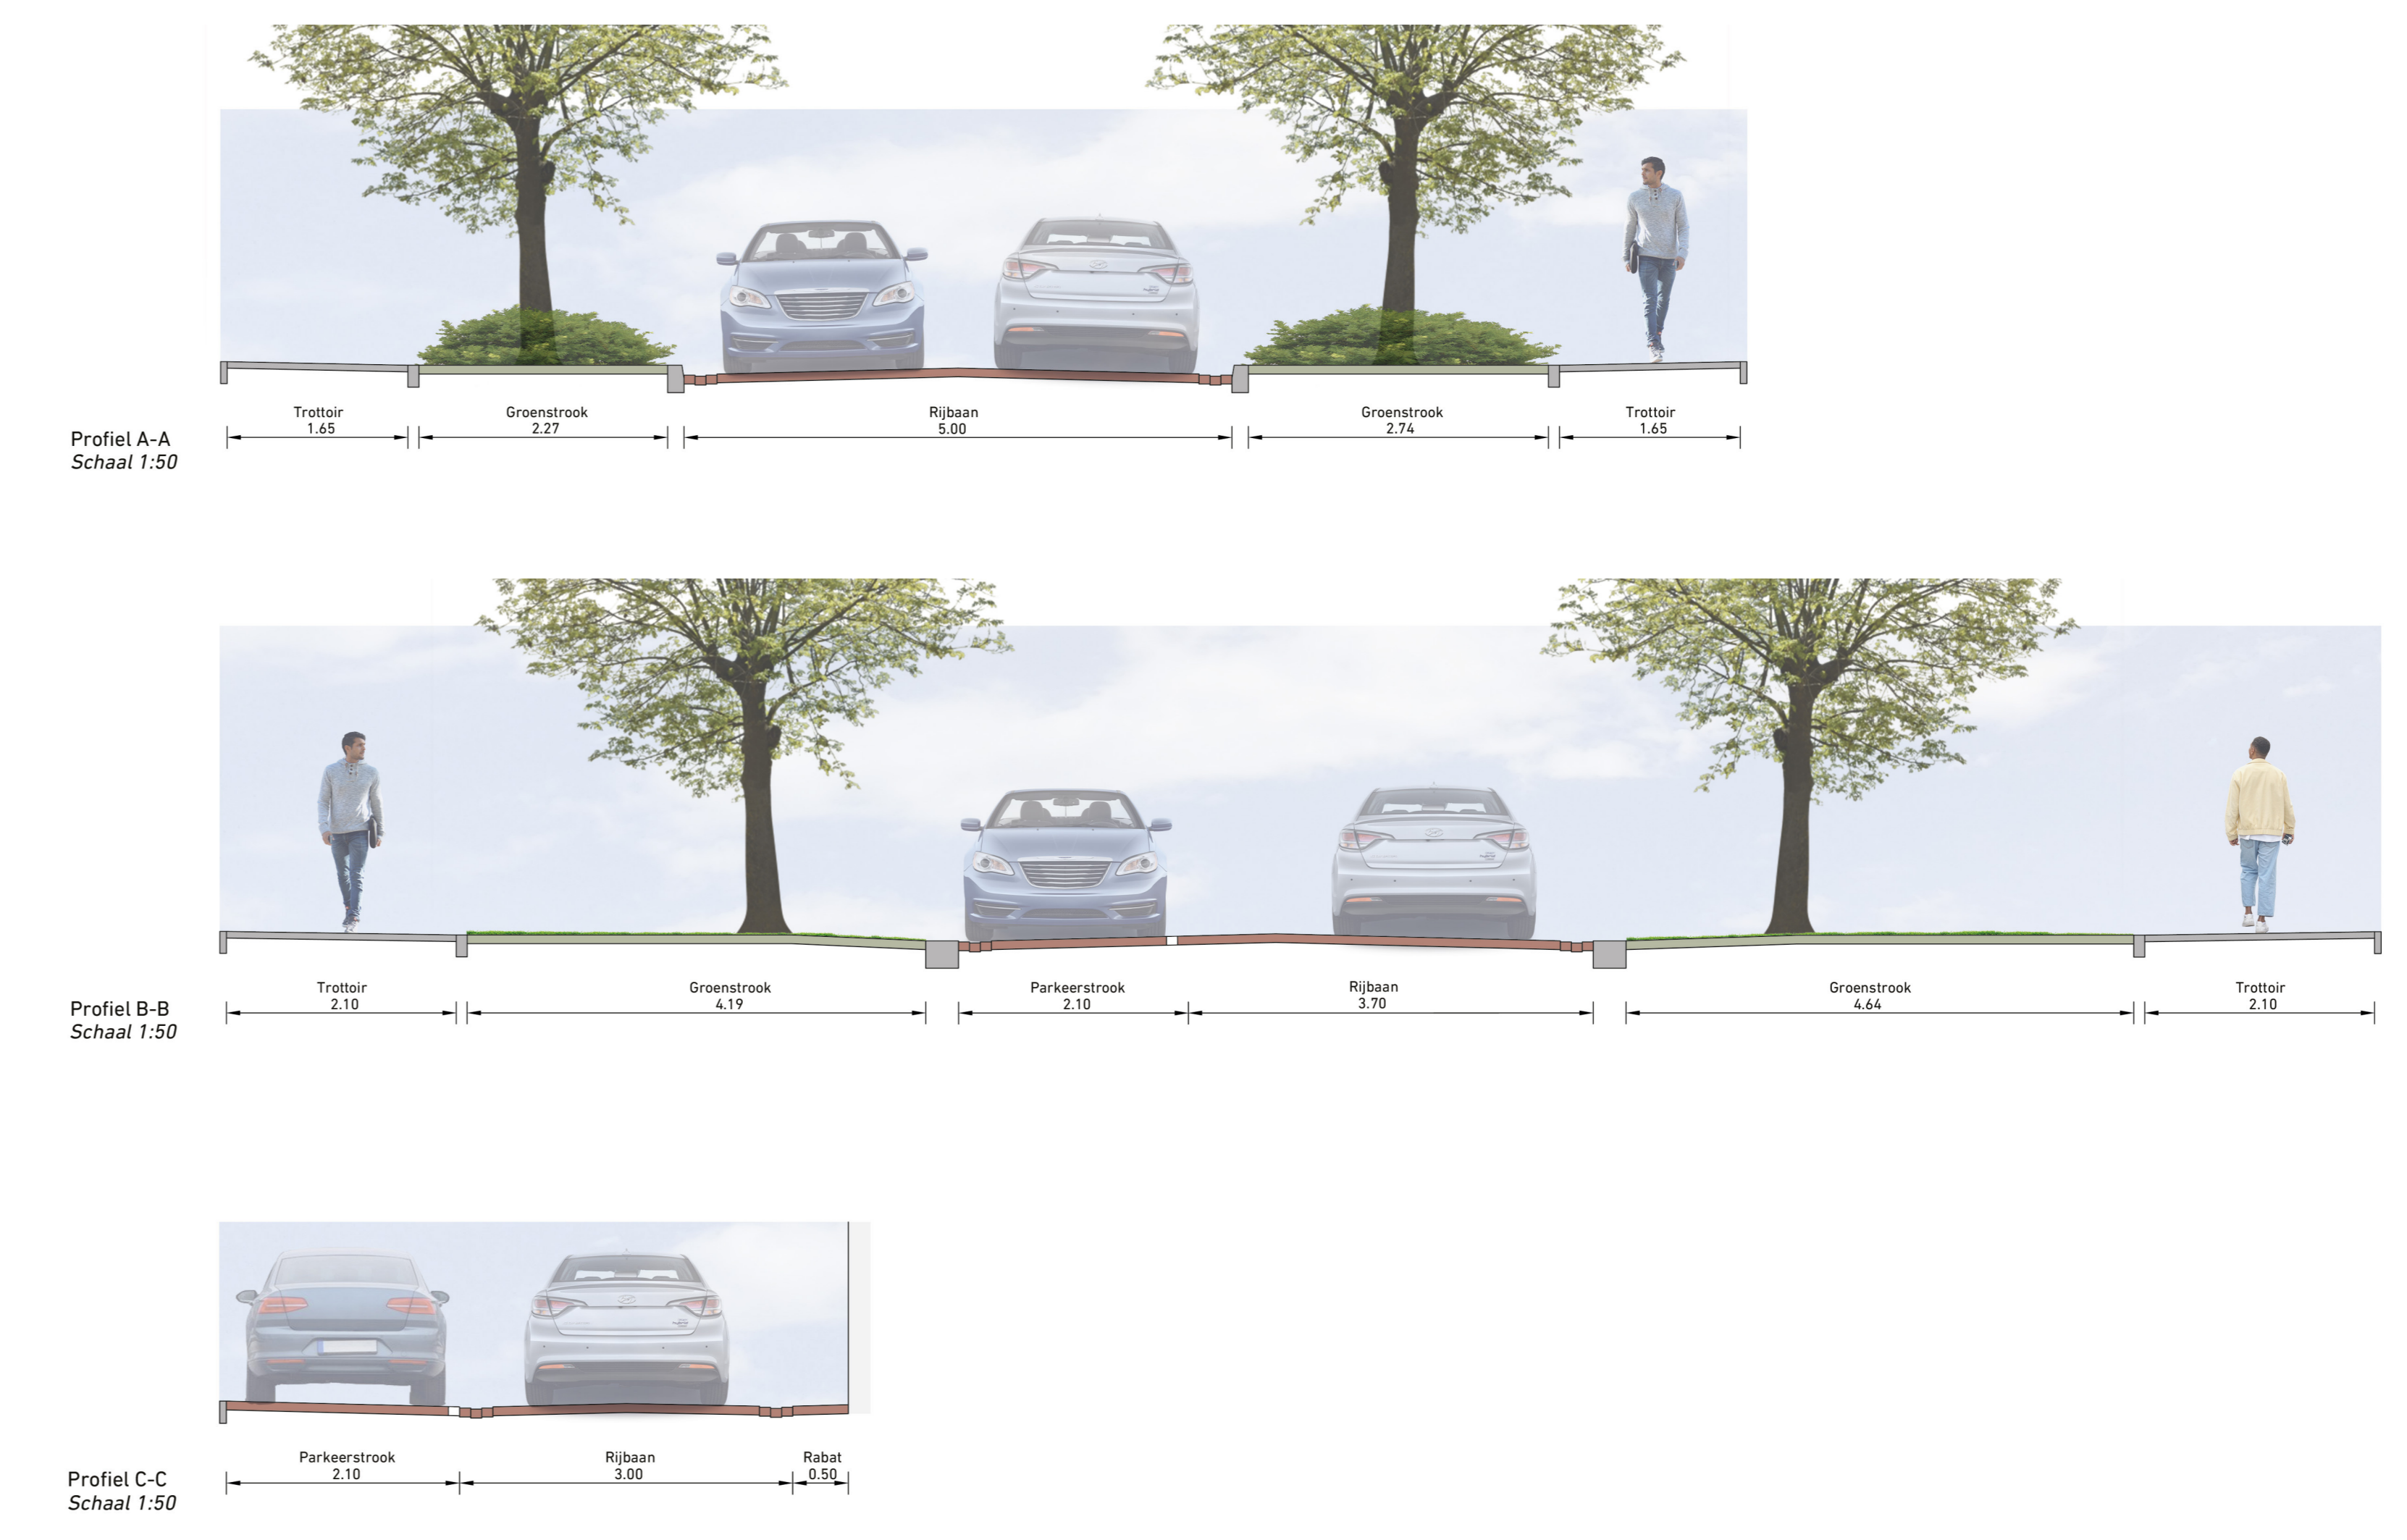 Trottoir Groenstrook Rijbaan Groenstrook Trottoir
1.65 2.27 5.00 2.74 1.65
Profiel A-A
Schaal 1:50
Trottoir Groenstrook Parkeerstrook Rijbaan Groenstrook Trottoir
2.10 4.19 2.10 3.70 4.64 2.10
Profiel B-B
Schaal 1:50
Parkeerstrook Rijbaan Rabat
2.10 3.00 0.50
Profiel C-C
Schaal 1:50